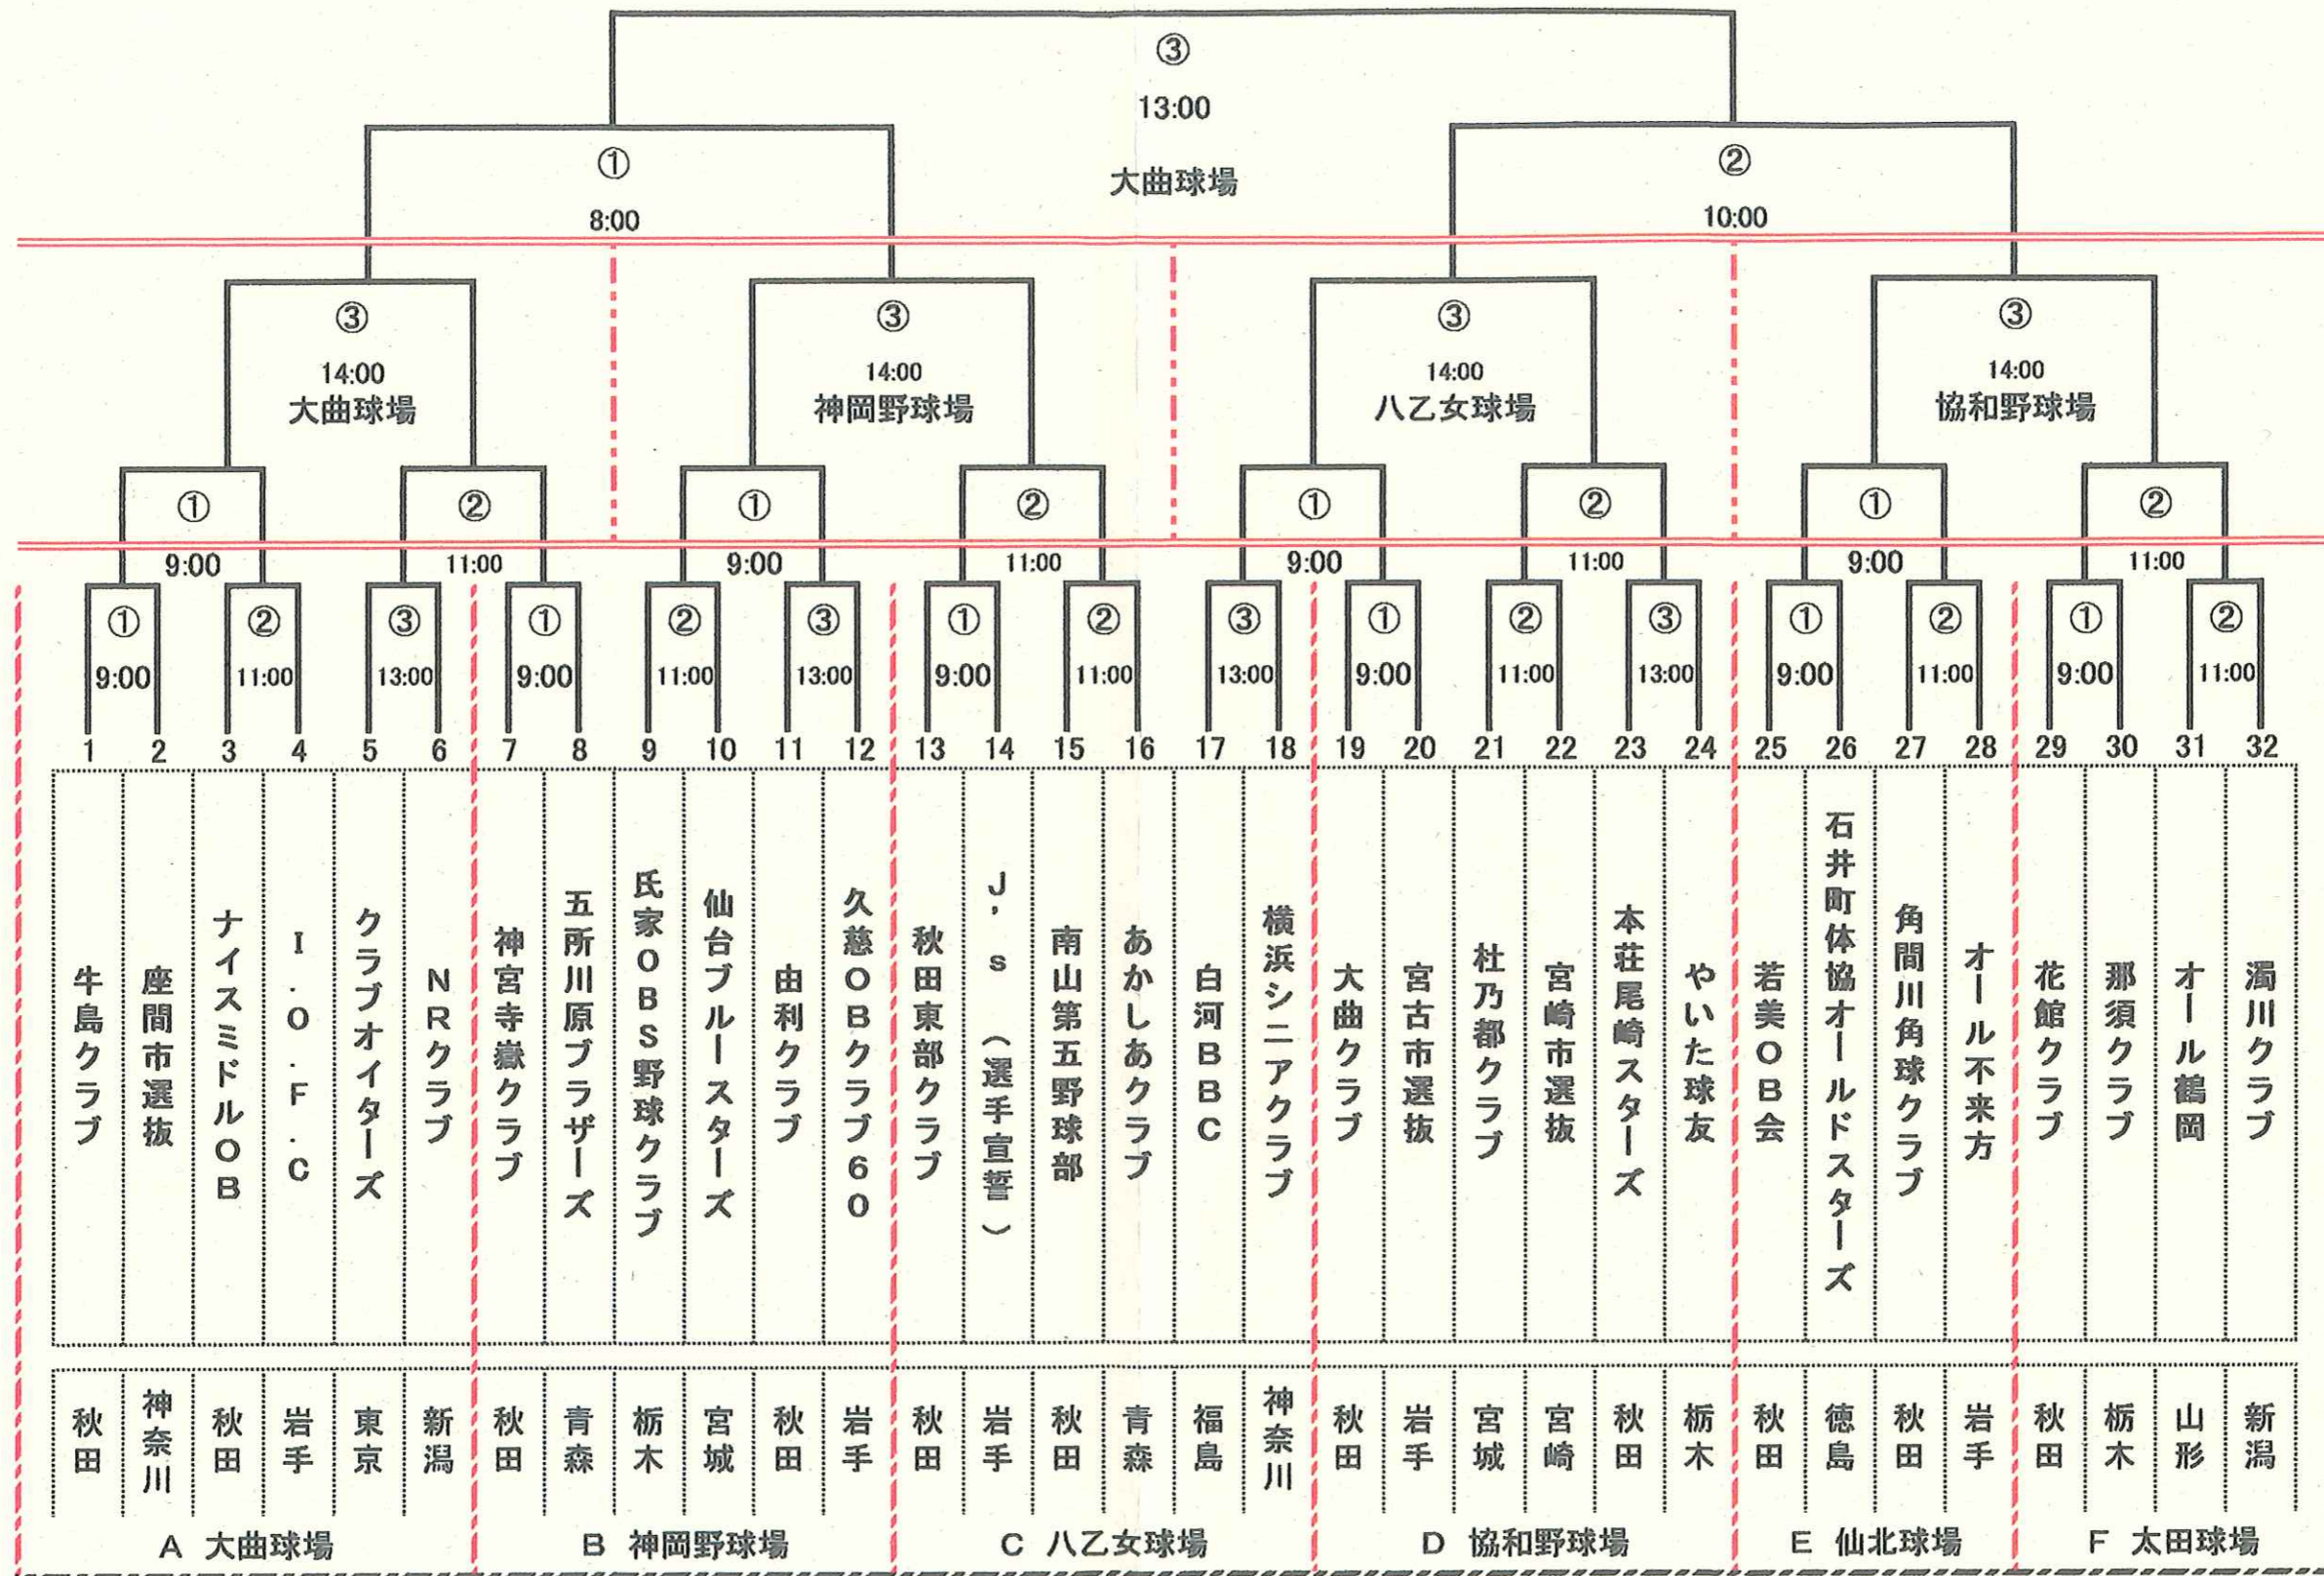 ③
13:00
大曲球場
① ②
8:00 10:00
③ ③ ③ ③
14:00 14:00 14:00 14:00
大曲球場 神岡野球場 八乙女球場 協和野球場
① ② ① ② ① ② ① ②
9:00 11:00 9:00 11:00 9:00 11:00 9:00 11:00
① ② ③ ① ② ③ ① ② ③ ① ② ③ ① ② ① ②
9:00 11:00 13:00 9:00 11:00 13:00 9:00 11:00 13:00 9:00 11:00 13:00 9:00 11:00 9:00 11:00
1 2 3 4 5 6 7 8 9 10 11 12 13 14 15 16 17 18 19 20 21 22 23 24 25 26 27 28 29 30 31 32
牛島クラブ
座間市選抜
ナイスミドルOB
I.O.F.C
クラブオイターズ
NRクラブ
神宮寺嶽クラブ
五所川原ブラザーズ
氏家OBS野球クラブ
仙台ブルースターズ
由利クラブ
久慈OBクラブ60
秋田東部クラブ
J's（選手宣誓）
南山第五野球部
あかしあクラブ
白河BBC
横浜シニアクラブ
大曲クラブ
宮古市選抜
杜乃都クラブ
宮崎市選抜
本荘尾崎スターズ
やいた球友
若美OB会
石井町体協オールドスターズ
角間川角球クラブ
オール不来方
花館クラブ
那須クラブ
オール鶴岡
濁川クラブ
秋田
神奈川
秋田
岩手
東京
新潟
秋田
青森
栃木
宮城
秋田
岩手
秋田
岩手
秋田
青森
福島
神奈川
秋田
岩手
宮城
宮崎
秋田
栃木
秋田
徳島
秋田
岩手
秋田
栃木
山形
新潟
A 大曲球場 B 神岡野球場 C 八乙女球場 D 協和野球場 E 仙北球場 F 太田球場